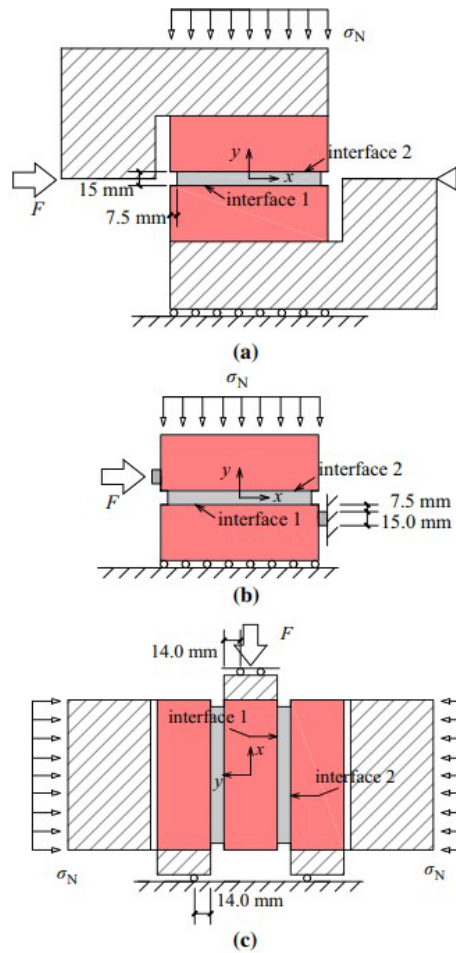 σN
y
interface 2
x
F
15 mm
interface 1
7.5 mm
(a)
σN
y
interface 2
x
F
interface 1
7.5 mm
15.0 mm
(b)
F
14.0 mm
interface 1
x
y
interface 2
σN
σN
14.0 mm
(c)